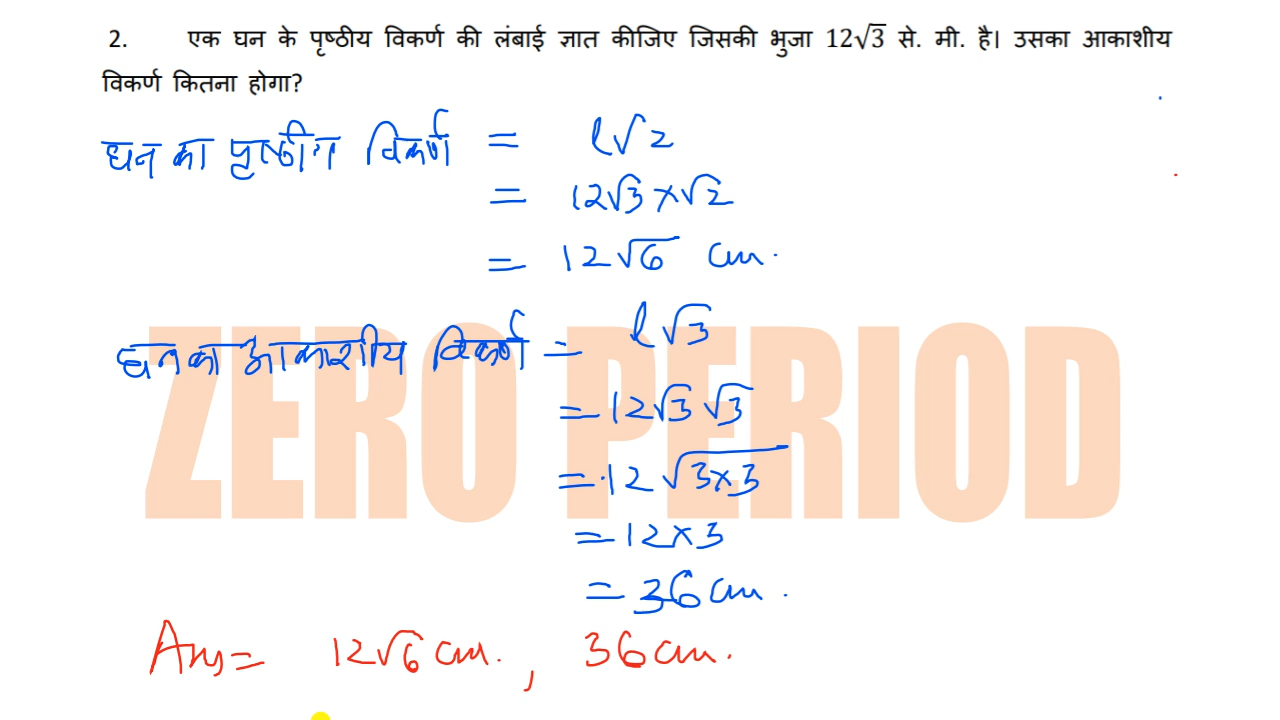 2. एक घन के पृष्ठीय विकर्ण की लंबाई ज्ञात कीजिए जिसकी भुजा 12√3 से. मी. है। उसका आकाशीय
विकर्ण कितना होगा?
घन का पृष्ठीय विकर्ण = l√2
= 12√3 × √2
= 12√6 cm.
घन का आकाशीय विकर्ण = l√3
= 12√3 √3
= 12 √3×3
= 12 × 3
= 36 cm.
ZERO PERIOD
Ans = 12√6 cm. , 36 cm.